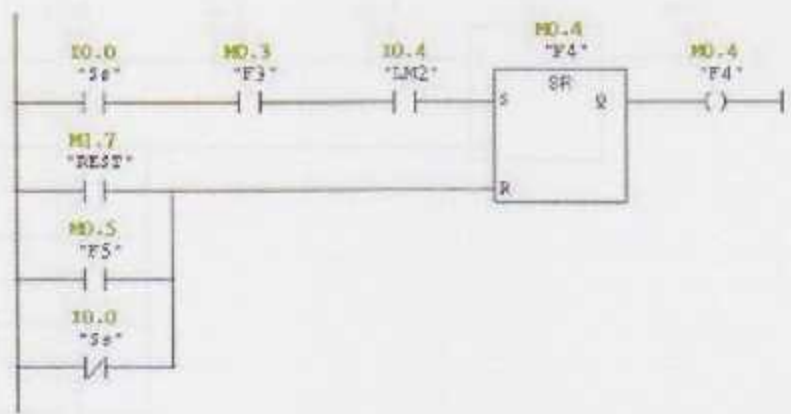 I0.0 M0.3 I0.4 M0.4 M0.4
"Se" "F3" "LM2" "F4" "F4"
SR
S Q
M1.7
"REST"
R
M0.5
"F5"
I0.0
"Se"